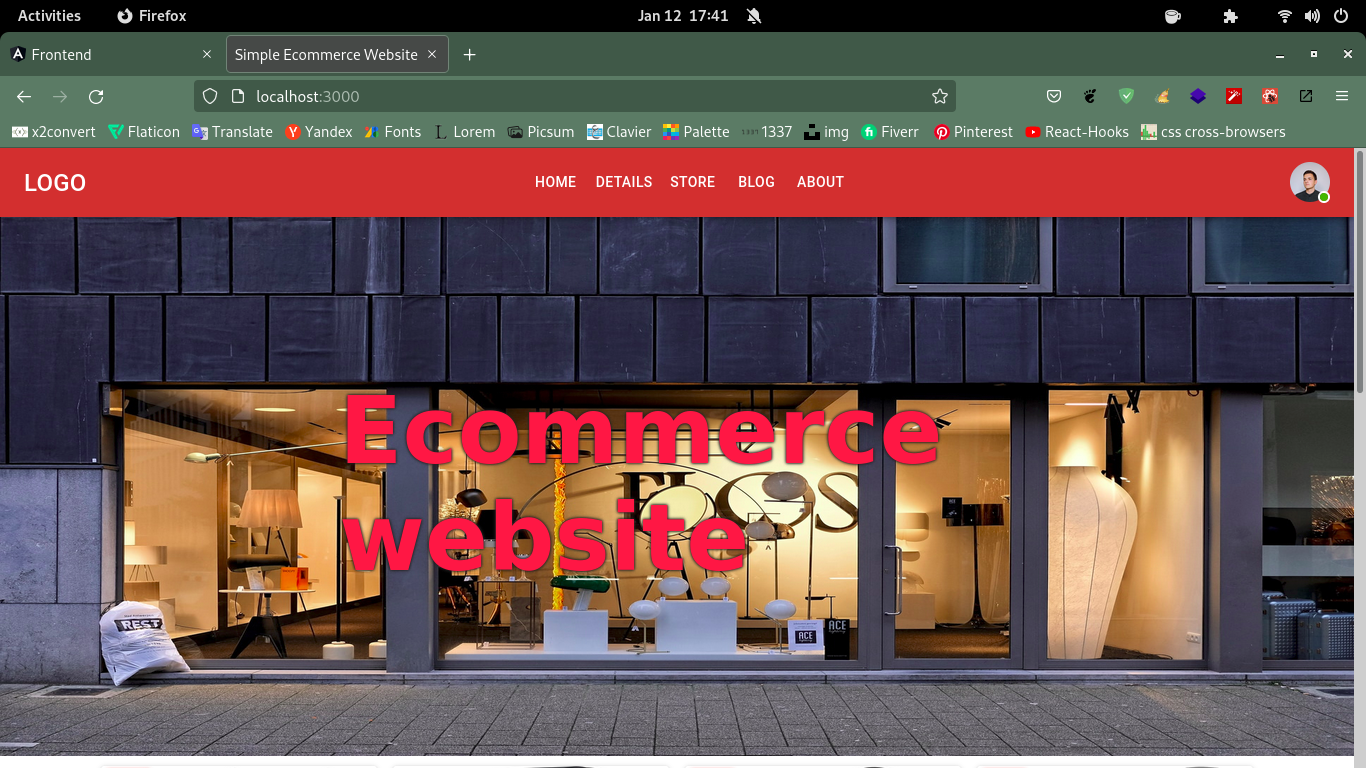 Activities Firefox Jan 12 17:41
Frontend Simple Ecommerce Website
localhost:3000
x2convert Flaticon Translate Yandex Fonts L Lorem Picsum Clavier Palette 1337 1337 img Fiverr Pinterest React-Hooks css cross-browsers
LOGO HOME DETAILS STORE BLOG ABOUT
Ecommerce
website
REST
ACE
ACE